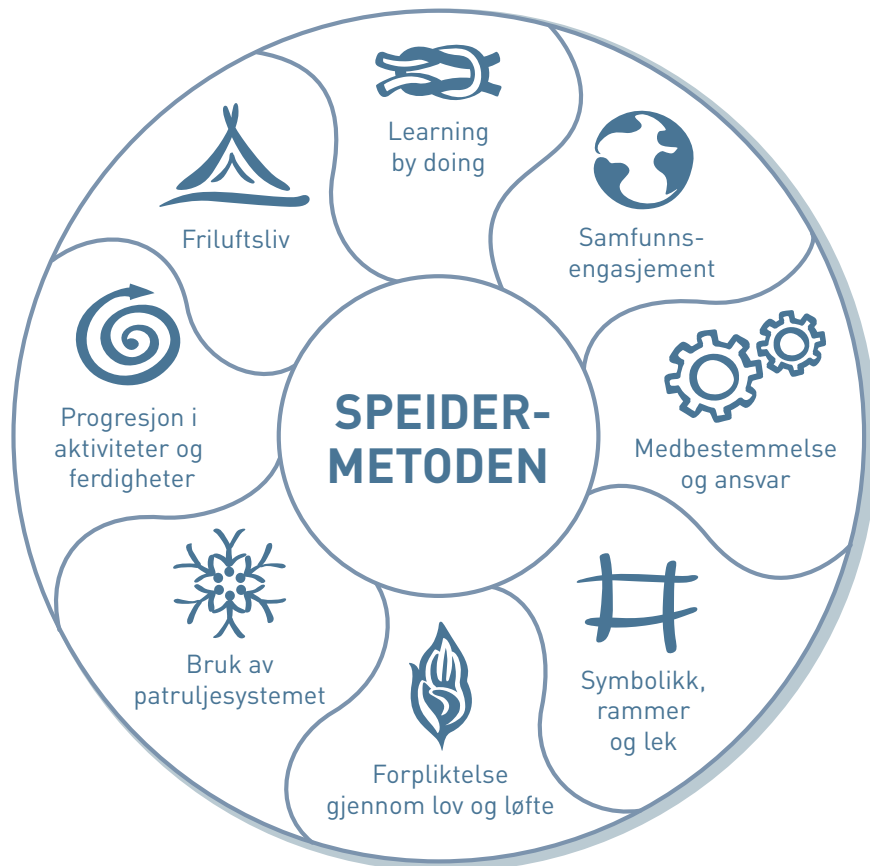 SPEIDER-
METODEN
Learning
by doing
Samfunns-
engasjement
Medbestemmelse
og ansvar
Symbolikk,
rammer
og lek
Forpliktelse
gjennom lov og løfte
Bruk av
patruljesystemet
Progresjon i
aktiviteter og
ferdigheter
Friluftsliv